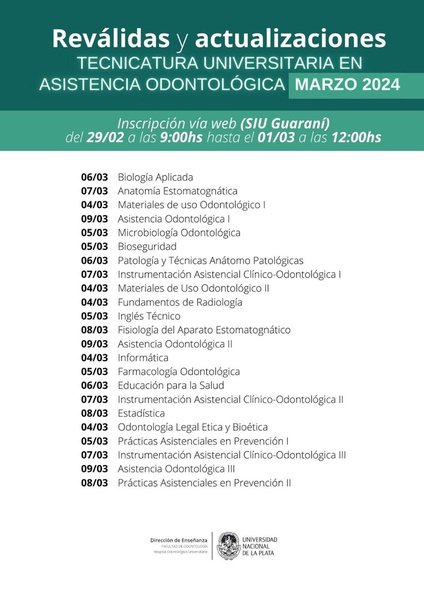 Reválidas y actualizaciones
TECNICATURA UNIVERSITARIA EN
ASISTENCIA ODONTOLÓGICA MARZO 2024
Inscripción vía web (SIU Guaraní)
del 29/02 a las 9:00hs hasta el 01/03 a las 12:00hs
06/03 Biología Aplicada
07/03 Anatomía Estomatognática
04/03 Materiales de uso Odontológico I
09/03 Asistencia Odontológica I
05/03 Microbiología Odontológica
05/03 Bioseguridad
06/03 Patología y Técnicas Anátomo Patológicas
07/03 Instrumentación Asistencial Clínico-Odontológica I
04/03 Materiales de Uso Odontológico II
04/03 Fundamentos de Radiología
05/03 Inglés Técnico
08/03 Fisiología del Aparato Estomatognático
09/03 Asistencia Odontológica II
04/03 Informática
05/03 Farmacología Odontológica
06/03 Educación para la Salud
07/03 Instrumentación Asistencial Clínico-Odontológica II
08/03 Estadística
04/03 Odontología Legal Etica y Bioética
05/03 Prácticas Asistenciales en Prevención I
07/03 Instrumentación Asistencial Clínico-Odontológica III
09/03 Asistencia Odontológica III
08/03 Prácticas Asistenciales en Prevención II
Dirección de Enseñanza
FACULTAD DE ODONTOLOGÍA
Hospital Odontológico Universitario
UNIVERSIDAD
NACIONAL
DE LA PLATA